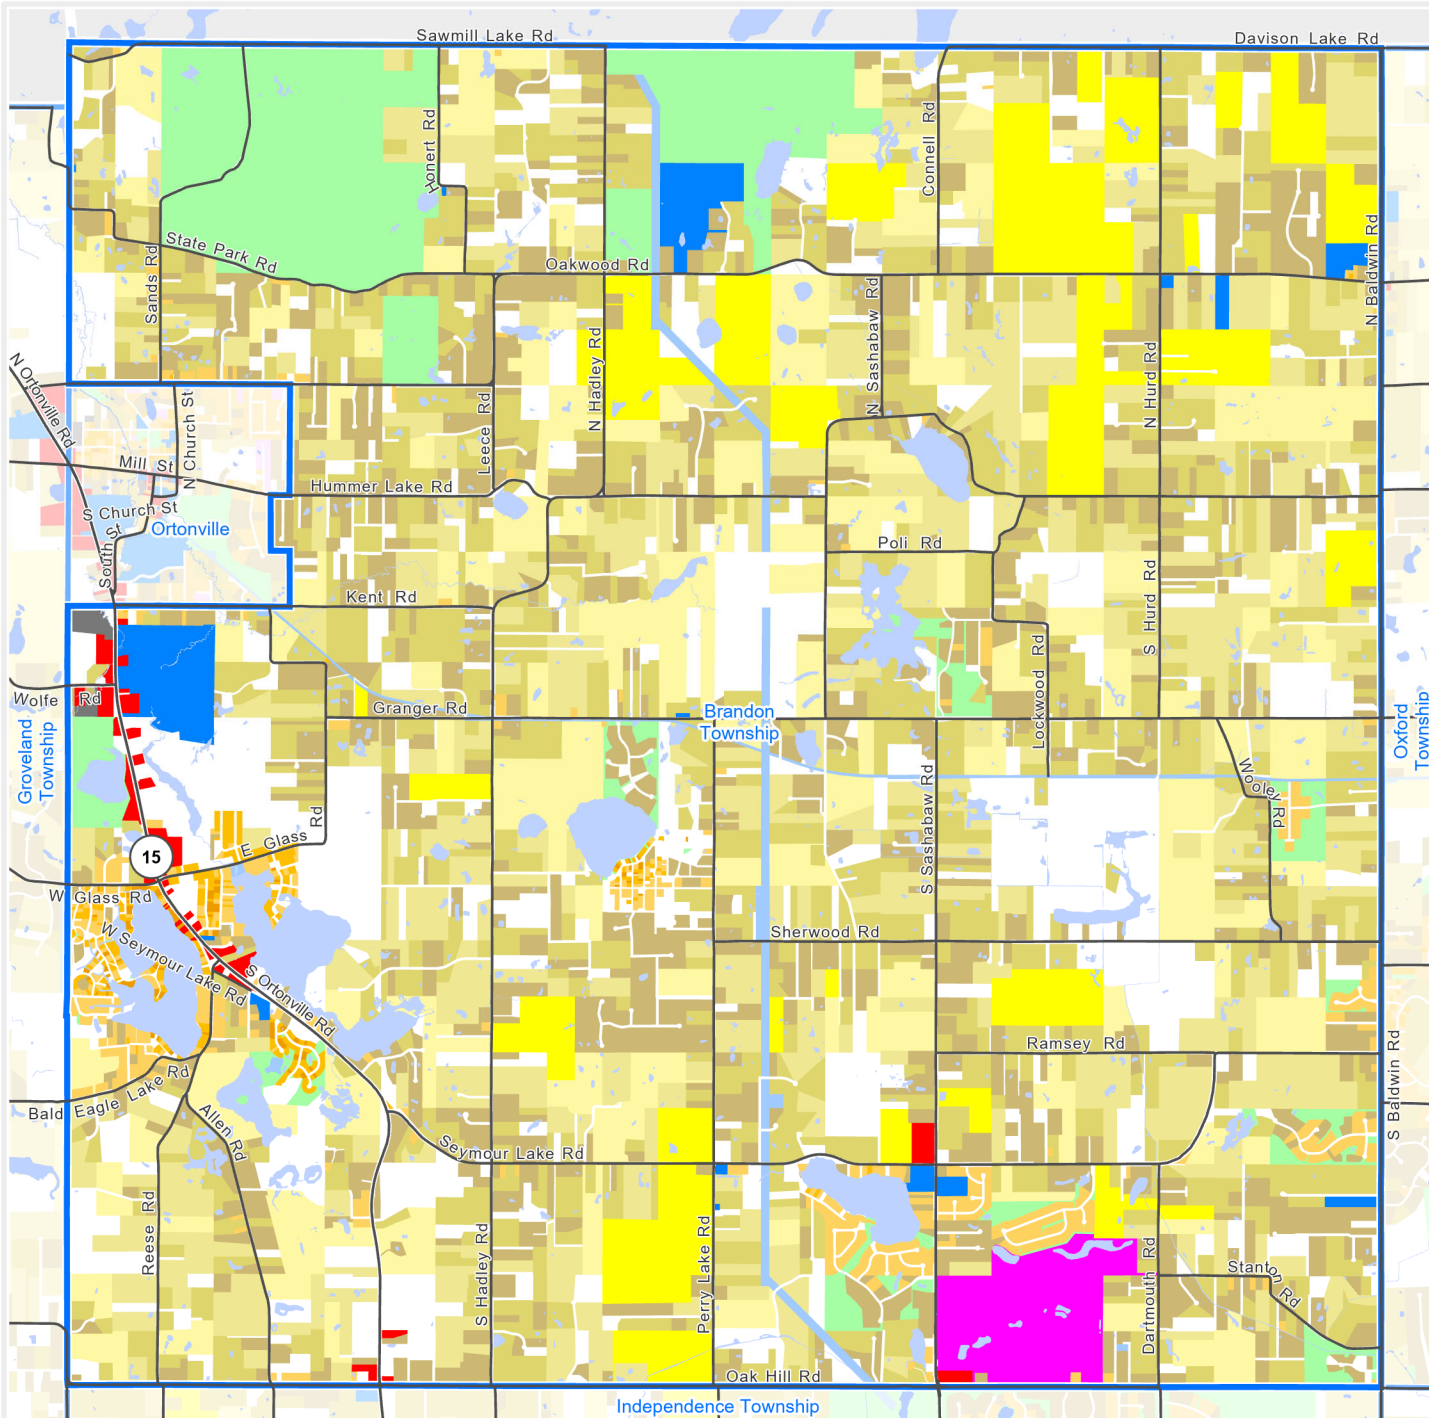 Sawmill Lake Rd
Davison Lake Rd
Honert Rd
Connell Rd
State Park Rd
Sands Rd
Oakwood Rd
N Baldwin Rd
N Sashabaw Rd
N Hadley Rd
N Hurd Rd
N Ortonville Rd
N Church St
Leece Rd
Mill St
Hummer Lake Rd
S Church St
Ortonville
South St
Poli Rd
Kent Rd
S Hurd Rd
Lockwood Rd
Wolfe Rd
Granger Rd
Brandon
Township
Groveland
Township
Oxford
Township
Wooley Rd
S Sashabaw Rd
E Glass Rd
15
W Glass Rd
Sherwood Rd
W Seymour Lake Rd
S Ortonville Rd
Ramsey Rd
S Baldwin Rd
Bald Eagle Lake Rd
Allen Rd
Seymour Lake Rd
Reese Rd
S Hadley Rd
Perry Lake Rd
Dartmouth Rd
Stanton Rd
Oak Hill Rd
Independence Township